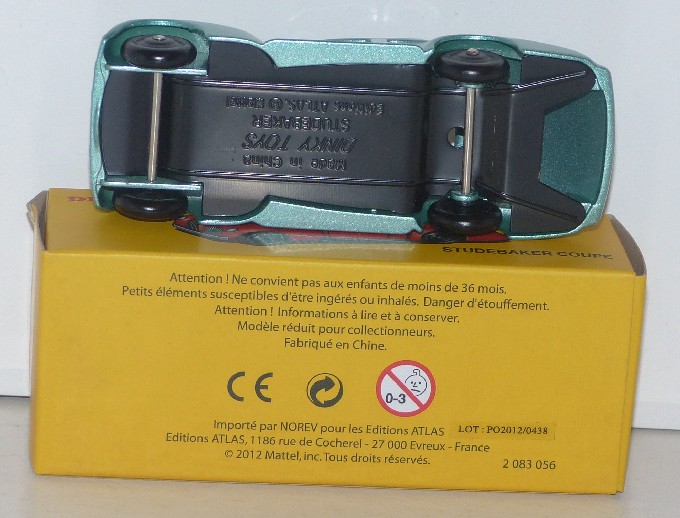 Made in China
DINKY TOYS
STUDEBAKER
Editions ATLAS. ©
STUDEBAKER COUPE
Attention ! Ne convient pas aux enfants de moins de 36 mois.
Petits éléments susceptibles d'être ingérés ou inhalés. Danger d'étouffement.
Attention ! Informations à lire et à conserver.
Modèle réduit pour collectionneurs.
Fabriqué en Chine.
CE
0-3
Importé par NOREV pour les Editions ATLAS LOT : PO2012/0438
Editions ATLAS, 1186 rue de Cocherel - 27 000 Evreux - France
© 2012 Mattel, inc. Tous droits réservés. 2 083 056